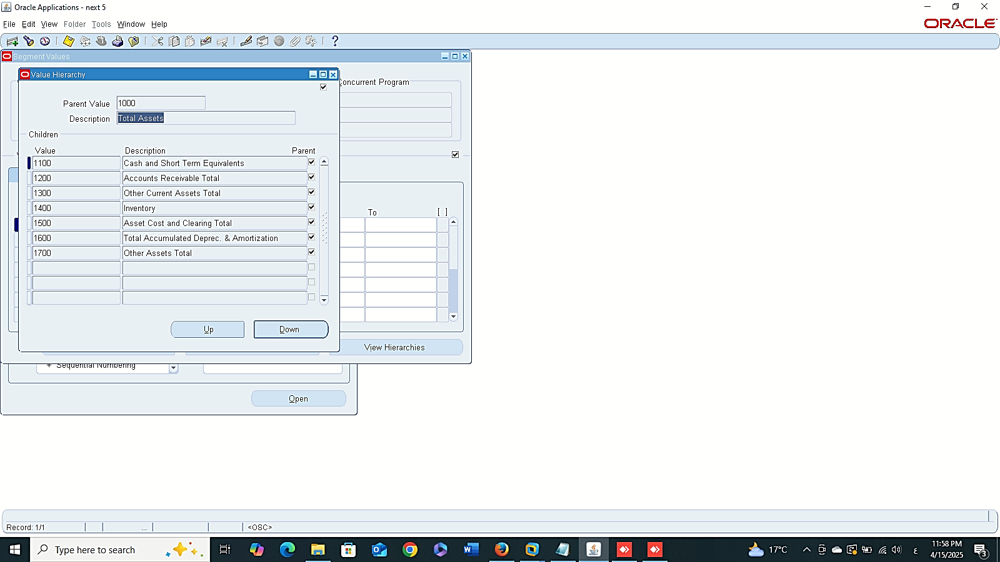 Oracle Applications - next 5
File Edit View Folder Tools Window Help
ORACLE
Segment Values
Value Hierarchy
Concurrent Program
Parent Value 1000
Description Total Assets
Children
Value Description Parent
1100 Cash and Short Term Equivalents
1200 Accounts Receivable Total
1300 Other Current Assets Total
1400 Inventory
1500 Asset Cost and Clearing Total
1600 Total Accumulated Deprec. & Amortization
1700 Other Assets Total
To [ ]
Up Down
View Hierarchies
+ Sequential Numbering
Open
Record: 1/1 ... <OSC>
Type here to search
17°C
ع
11:58 PM
4/15/2025
3